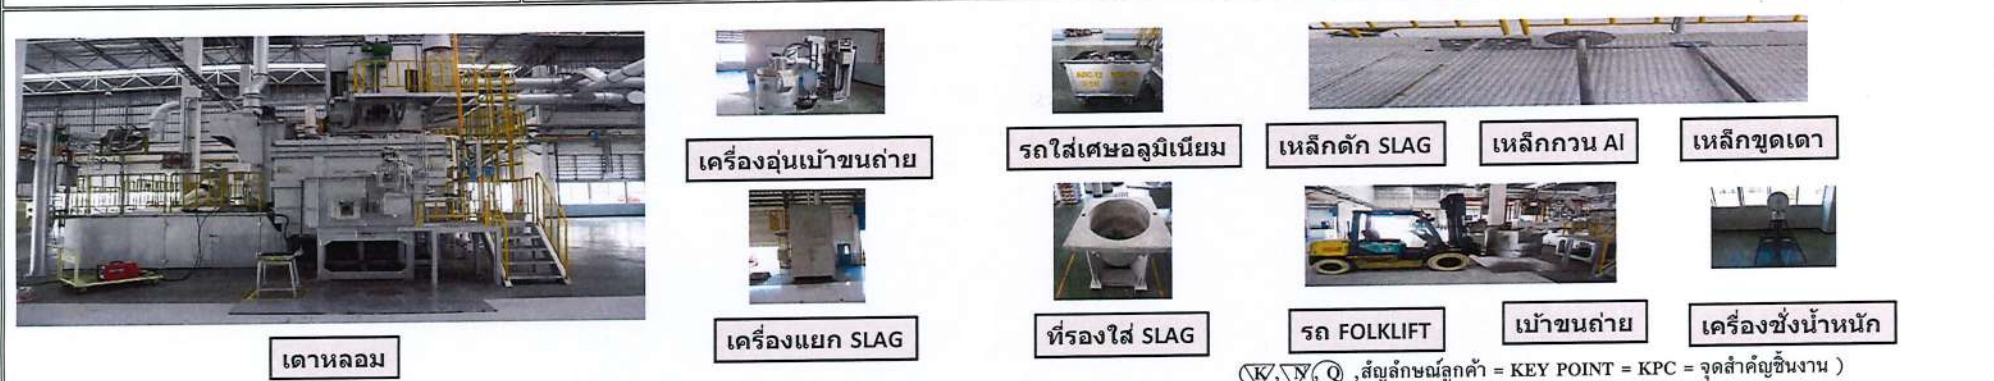 เครื่องอุ่นเบ้าขนถ่าย
รถใส่เศษอลูมิเนียม
เหล็กตัก SLAG
เหล็กกวน Al
เหล็กขูดเตา
เตาหลอม
เครื่องแยก SLAG
ที่รองใส่ SLAG
รถ FOLKLIFT
เบ้าขนถ่าย
เครื่องชั่งน้ำหนัก
K, N, Q ,สัญลักษณ์ลูกค้า = KEY POINT = KPC = จุดสำคัญชิ้นงาน )